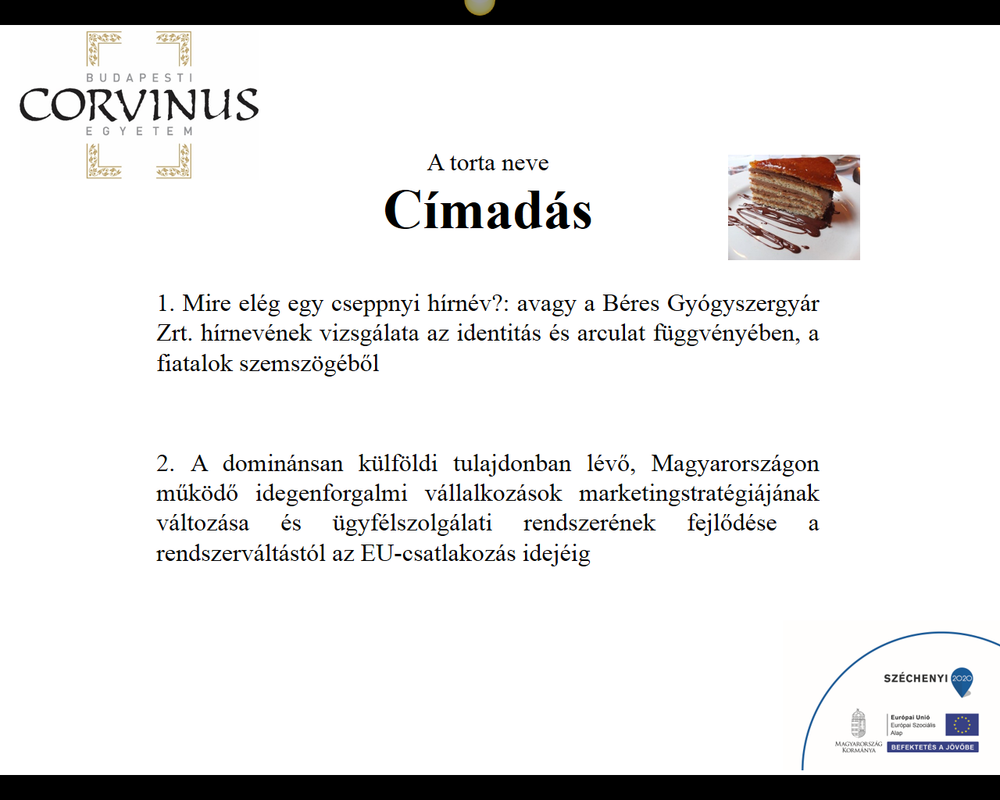 BUDAPESTI
CORVINUS
EGYETEM
A torta neve
Címadás
1. Mire elég egy cseppnyi hírnév?: avagy a Béres Gyógyszergyár
Zrt. hírnevének vizsgálata az identitás és arculat függvényében, a
fiatalok szemszögéből
2. A dominánsan külföldi tulajdonban lévő, Magyarországon
működő idegenforgalmi vállalkozások marketingstratégiájának
változása és ügyfélszolgálati rendszerének fejlődése a
rendszerváltástól az EU-csatlakozás idejéig
SZÉCHENYI 2020
MAGYARORSZÁG
KORMÁNYA
Európai Unió
Európai Szociális
Alap
BEFEKTETÉS A JÖVŐBE